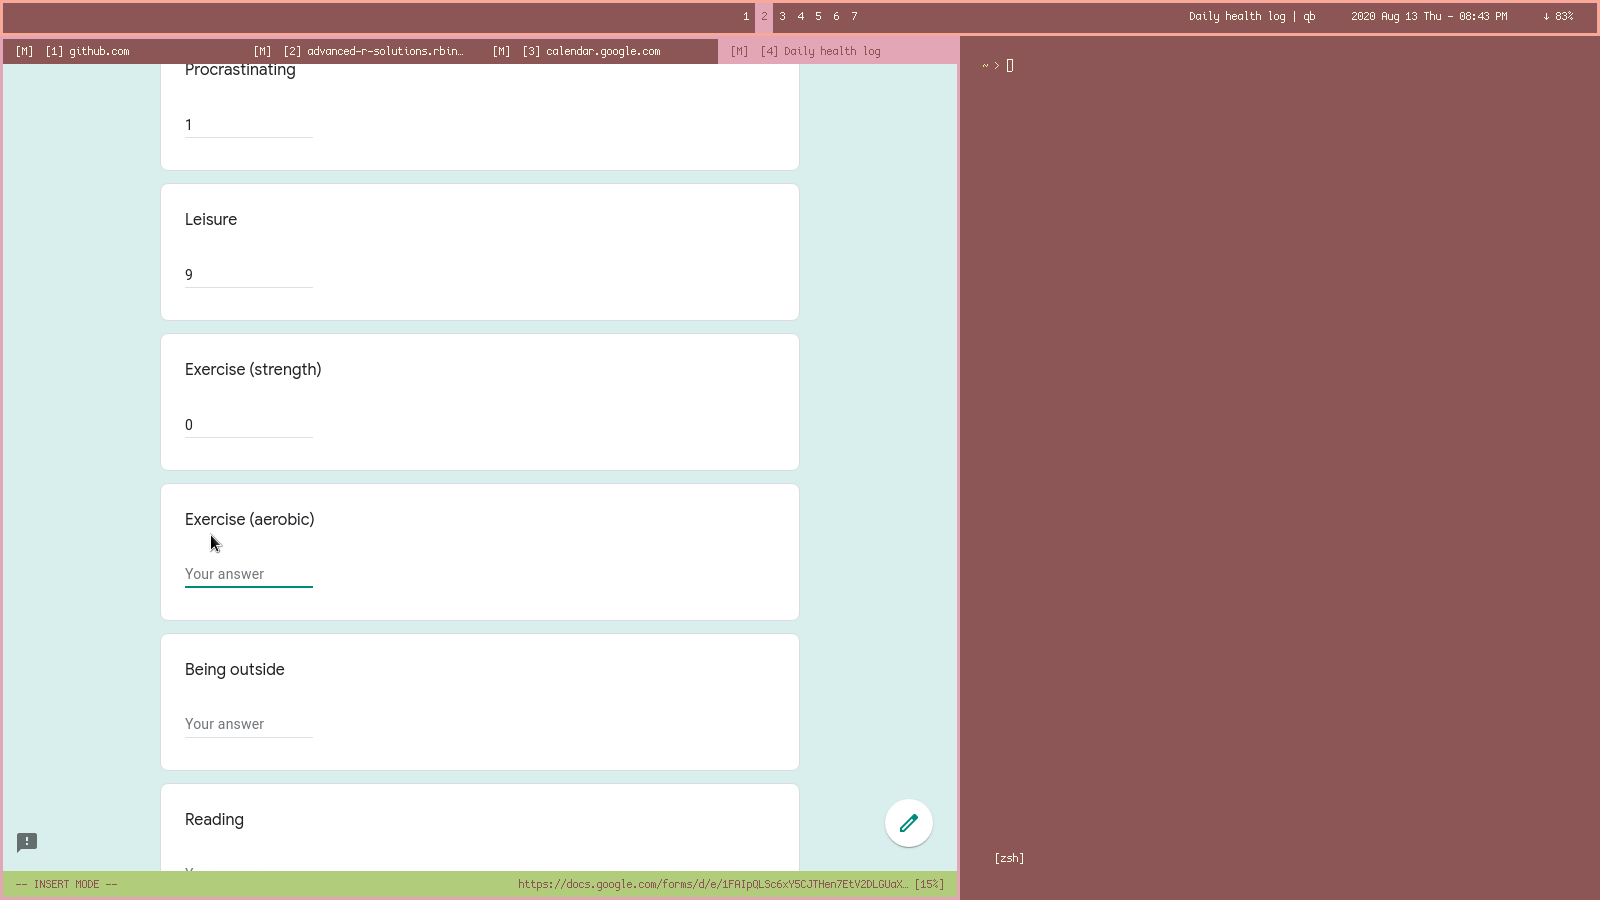 1 2 3 4 5 6 7
Daily health log | qb 2020 Aug 13 Thu - 08:43 PM ↓ 83%
[M] [1] github.com [M] [2] advanced-r-solutions.rbin… [M] [3] calendar.google.com [M] [4] Daily health log
~ >
Procrastinating
1
Leisure
9
Exercise (strength)
0
Exercise (aerobic)
Your answer
Being outside
Your answer
Reading
[zsh]
-- INSERT MODE -- https://docs.google.com/forms/d/e/1FAIpQLSc6xY5CJTHen7EtV2DLGUaX… [15%]